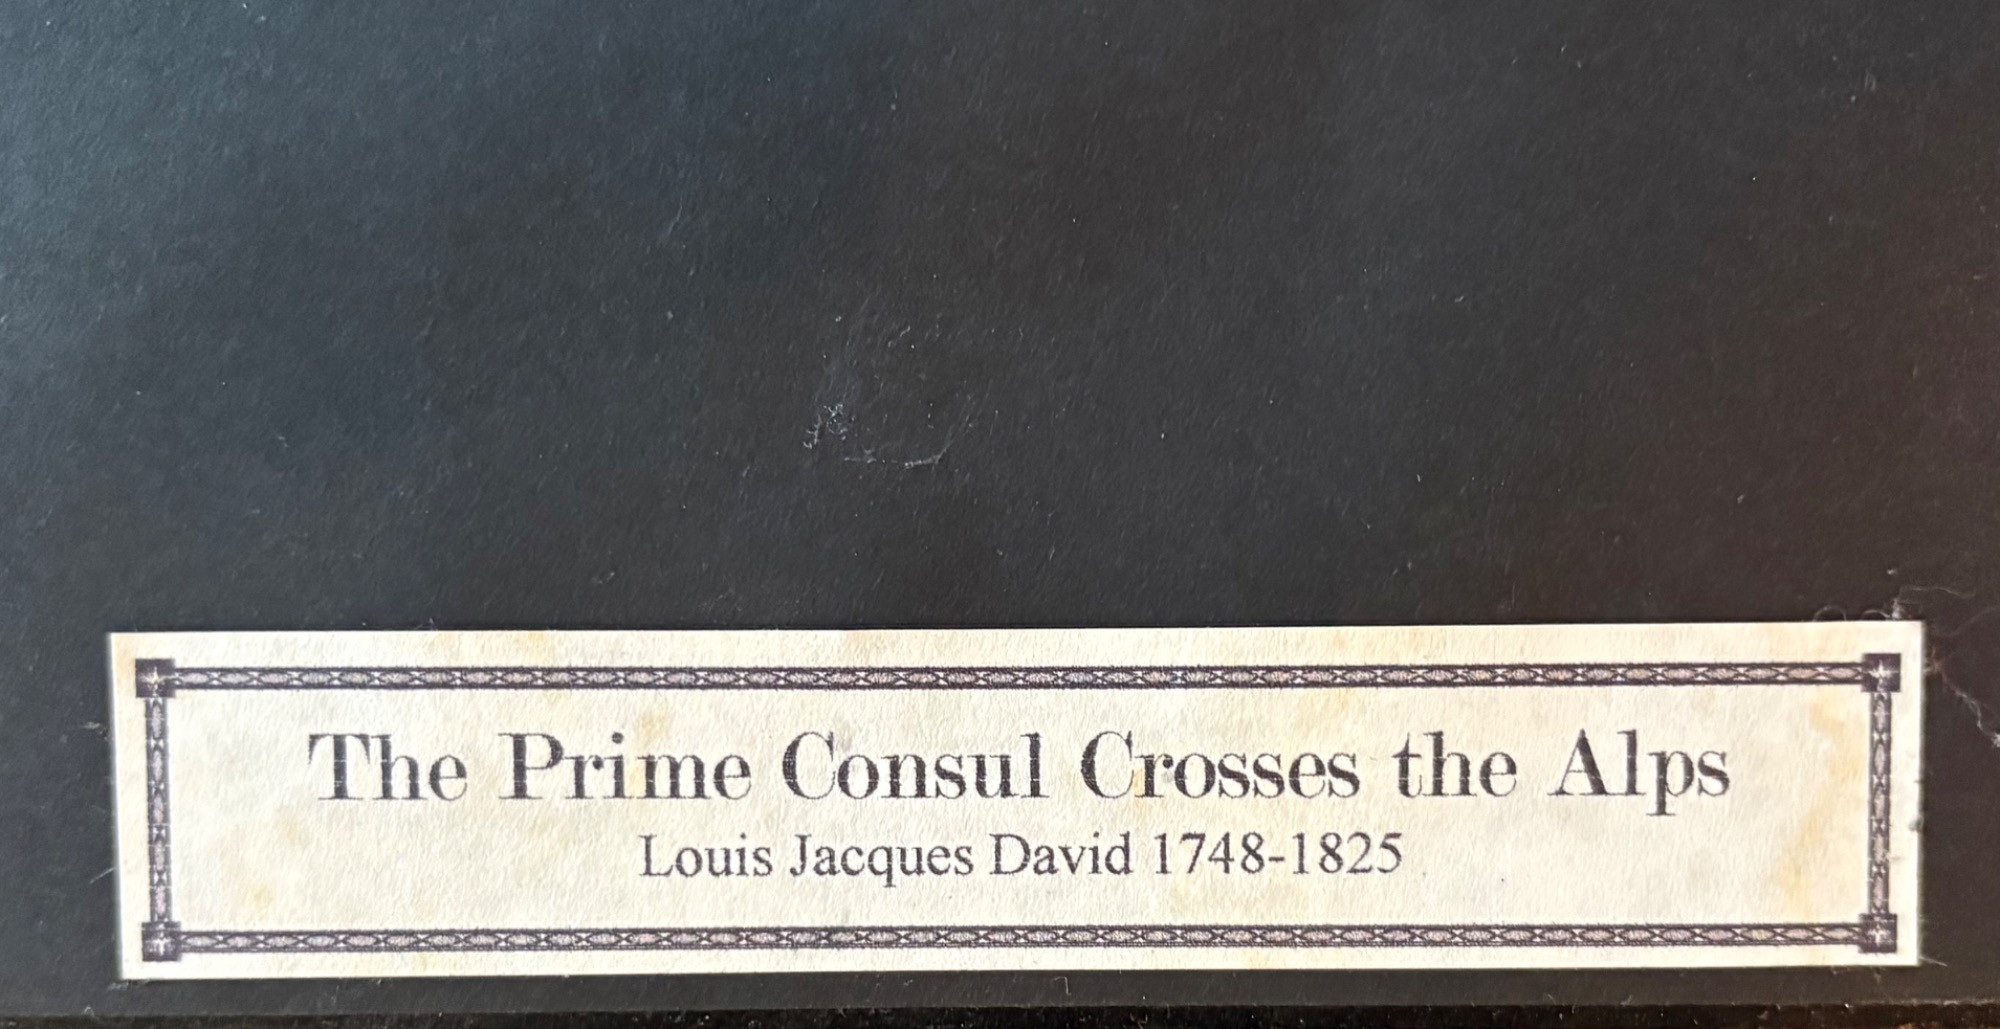 The Prime Consul Crosses the Alps
Louis Jacques David 1748-1825